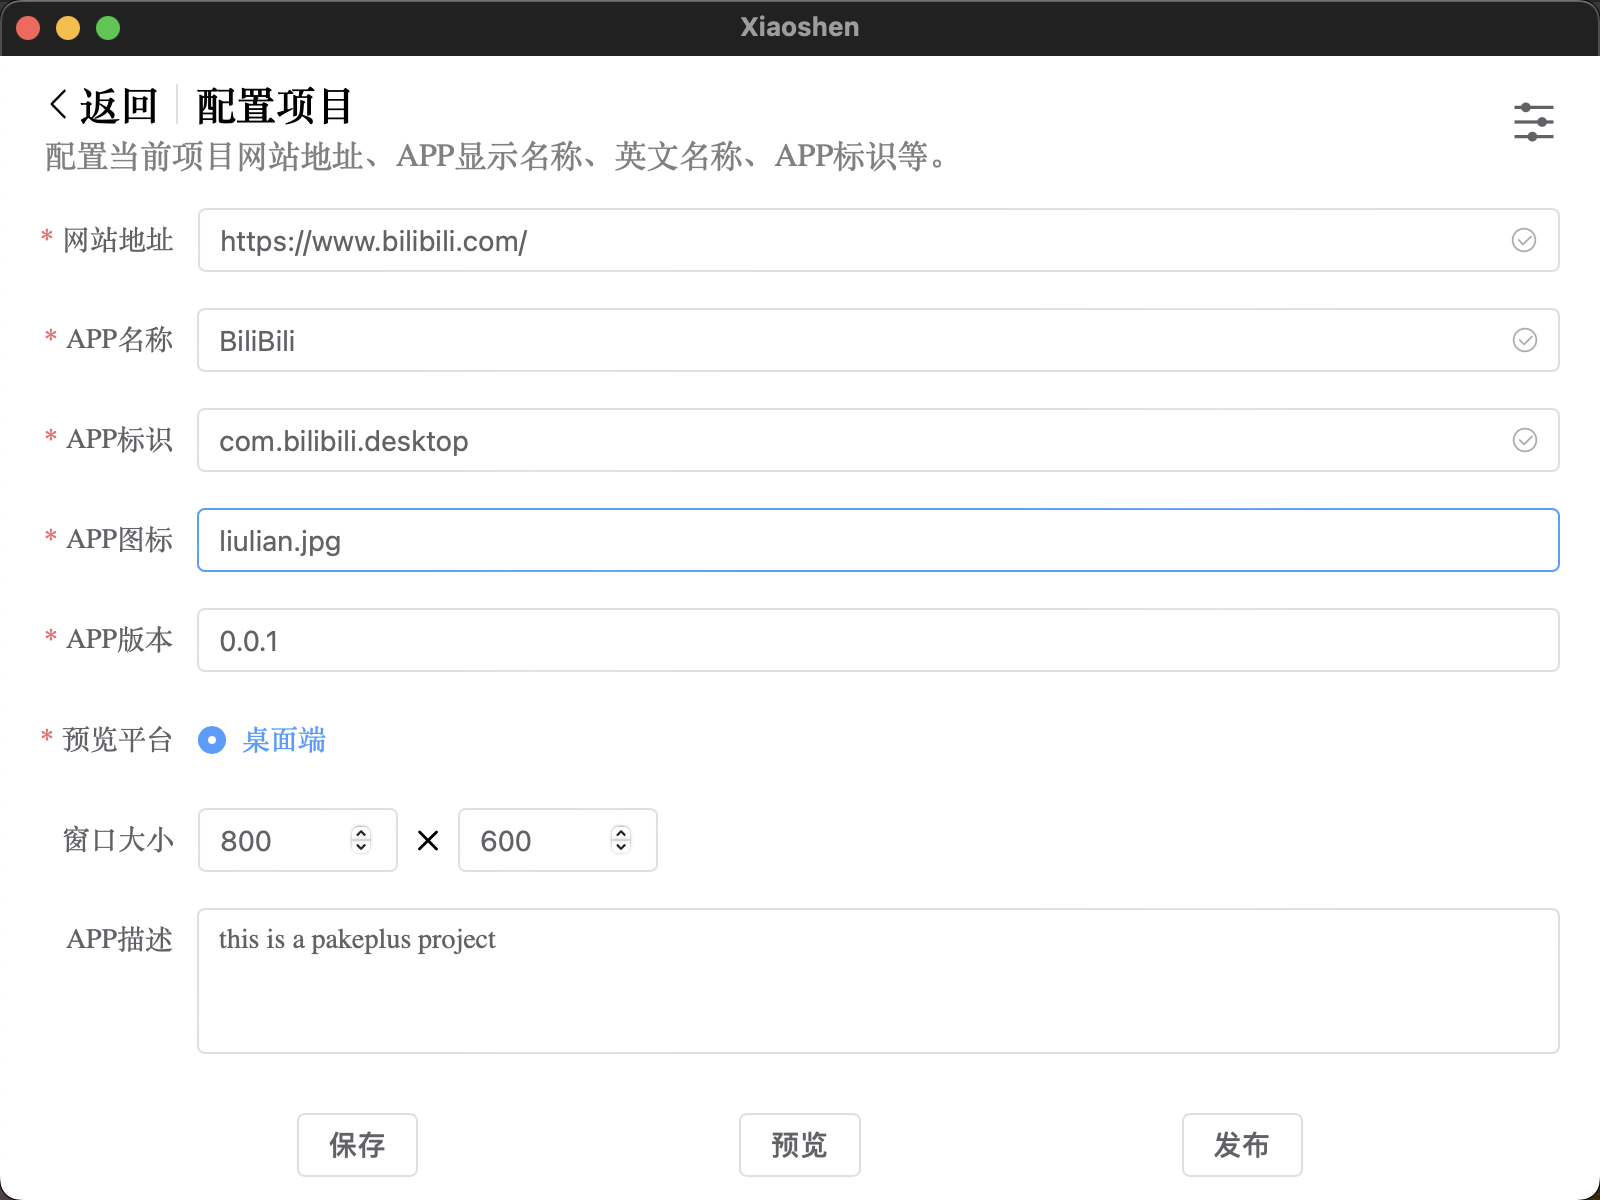 Xiaoshen
返回 配置项目
配置当前项目网站地址、APP显示名称、英文名称、APP标识等。
* 网站地址 https://www.bilibili.com/
* APP名称 BiliBili
* APP标识 com.bilibili.desktop
* APP图标 liulian.jpg
* APP版本 0.0.1
* 预览平台 桌面端
窗口大小 800 × 600
APP描述 this is a pakeplus project
保存 预览 发布